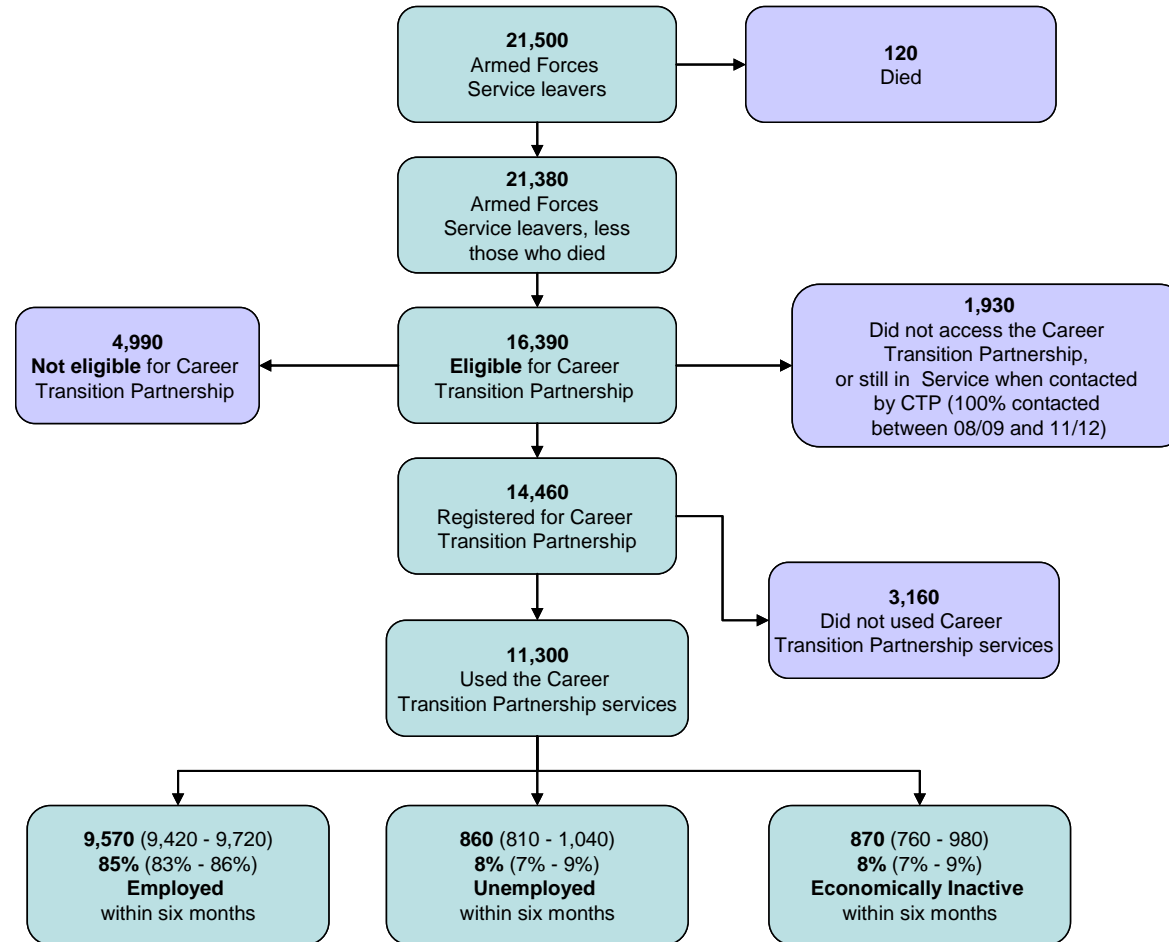 21,500
Armed Forces
Service leavers
120
Died
21,380
Armed Forces
Service leavers, less
those who died
4,990
Not eligible for Career
Transition Partnership
16,390
Eligible for Career
Transition Partnership
1,930
Did not access the Career
Transition Partnership,
or still in Service when contacted
by CTP (100% contacted
between 08/09 and 11/12)
14,460
Registered for Career
Transition Partnership
3,160
Did not used Career
Transition Partnership services
11,300
Used the Career
Transition Partnership services
9,570 (9,420 - 9,720)
85% (83% - 86%)
Employed
within six months
860 (810 - 1,040)
8% (7% - 9%)
Unemployed
within six months
870 (760 - 980)
8% (7% - 9%)
Economically Inactive
within six months